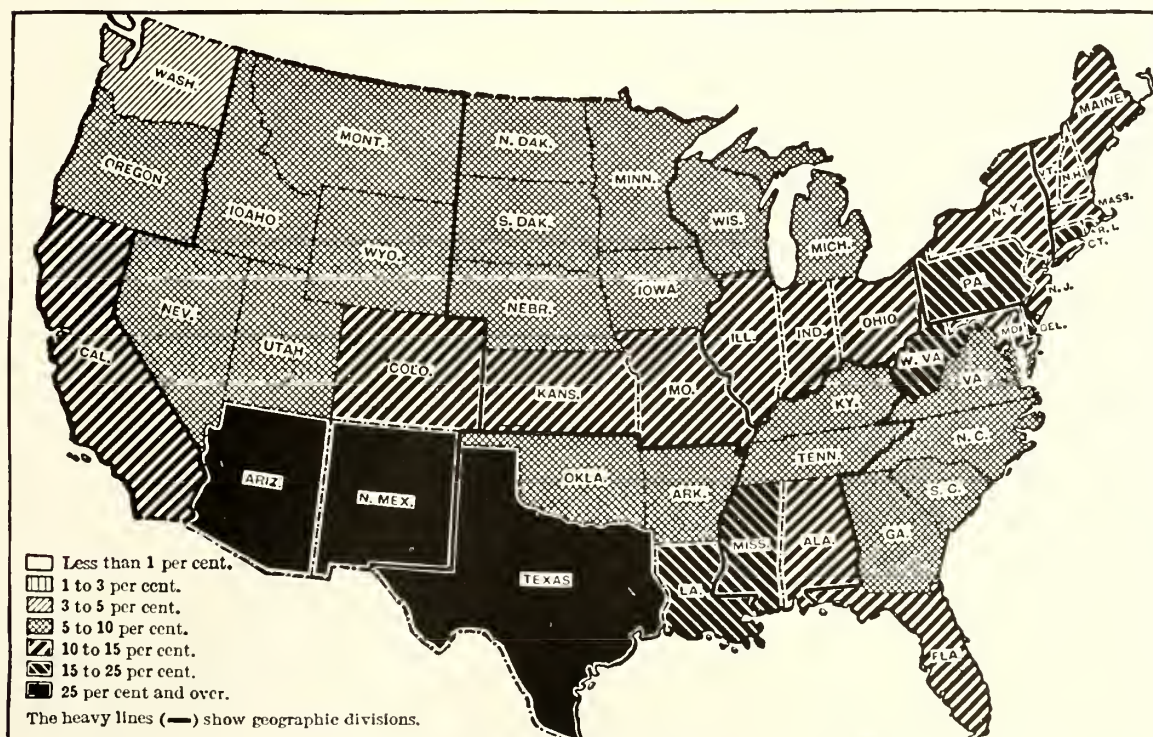 WASH.
MONT.
N. DAK.
MINN.
MAINE.
OREGON
IDAHO
S. DAK.
WIS.
MICH.
VT.
N.H.
MASS.
N. Y.
R. I.
CT.
WYO.
NEBR.
IOWA
PA.
N. J.
NEV.
UTAH
ILL.
IND.
OHIO
MD.
DEL.
CAL.
COLO.
KANS.
MO.
W. VA
VA
KY.
N. C.
TENN.
ARIZ.
N. MEX.
OKLA.
ARK.
S. C.
MISS.
ALA.
GA.
TEXAS
LA.
FLA
Less than 1 per cent.
1 to 3 per cent.
3 to 5 per cent.
5 to 10 per cent.
10 to 15 per cent.
15 to 25 per cent.
25 per cent and over.
The heavy lines (—) show geographic divisions.